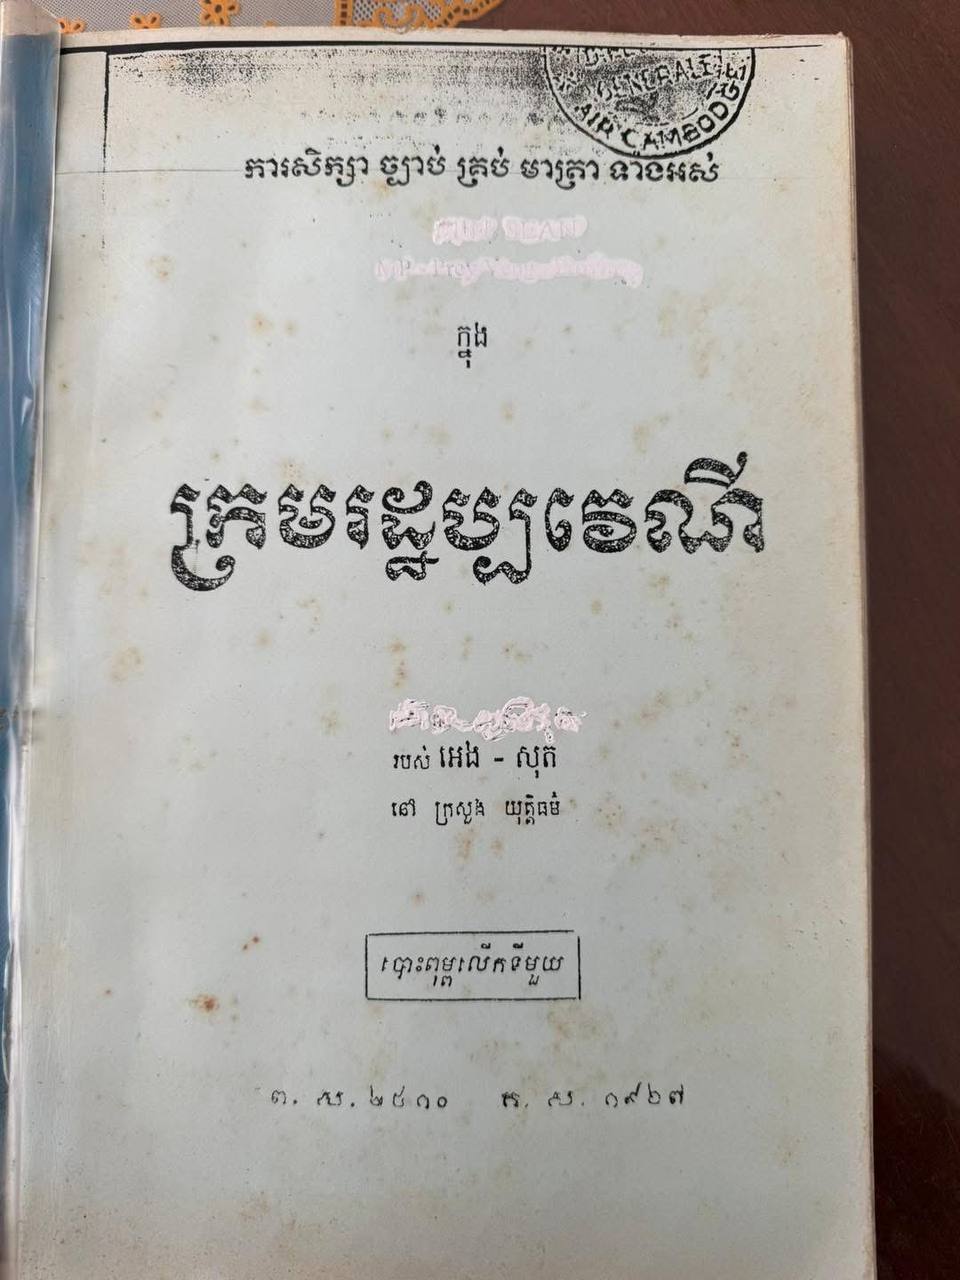 GENERALE
AIR CAMBODGE
ការសិក្សា ច្បាប់ គ្រប់ មាត្រា ទាងអស់
ក្នុង
ក្រមរដ្ឋប្បវេណី
របស់ អេង - សុត
នៅ ក្រសួង យុត្តិធម៌
បោះពុម្ពលើកទីមួយ
ព. ស. ២៥១០ គ. ស. ១៩៦៧